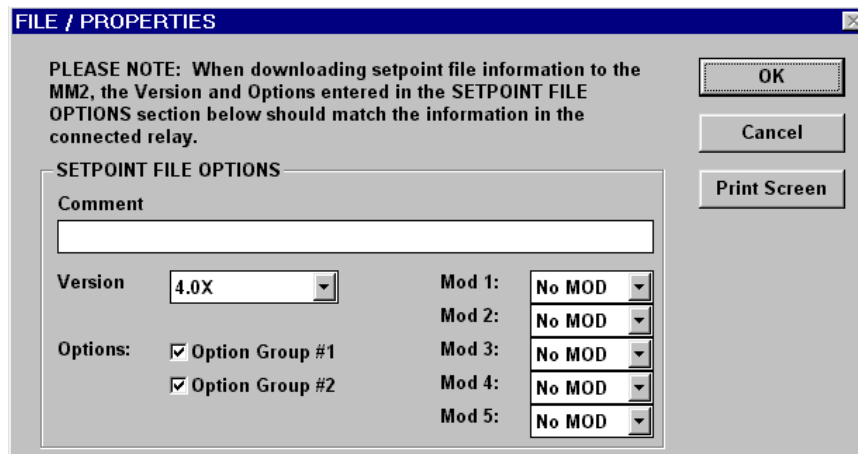 FILE / PROPERTIES
PLEASE NOTE: When downloading setpoint file information to the
MM2, the Version and Options entered in the SETPOINT FILE
OPTIONS section below should match the information in the
connected relay.
OK
Cancel
Print Screen
SETPOINT FILE OPTIONS
Comment
Version
4.0X
Mod 1:
No MOD
Mod 2:
No MOD
Options:
Option Group #1
Mod 3:
No MOD
Option Group #2
Mod 4:
No MOD
Mod 5:
No MOD